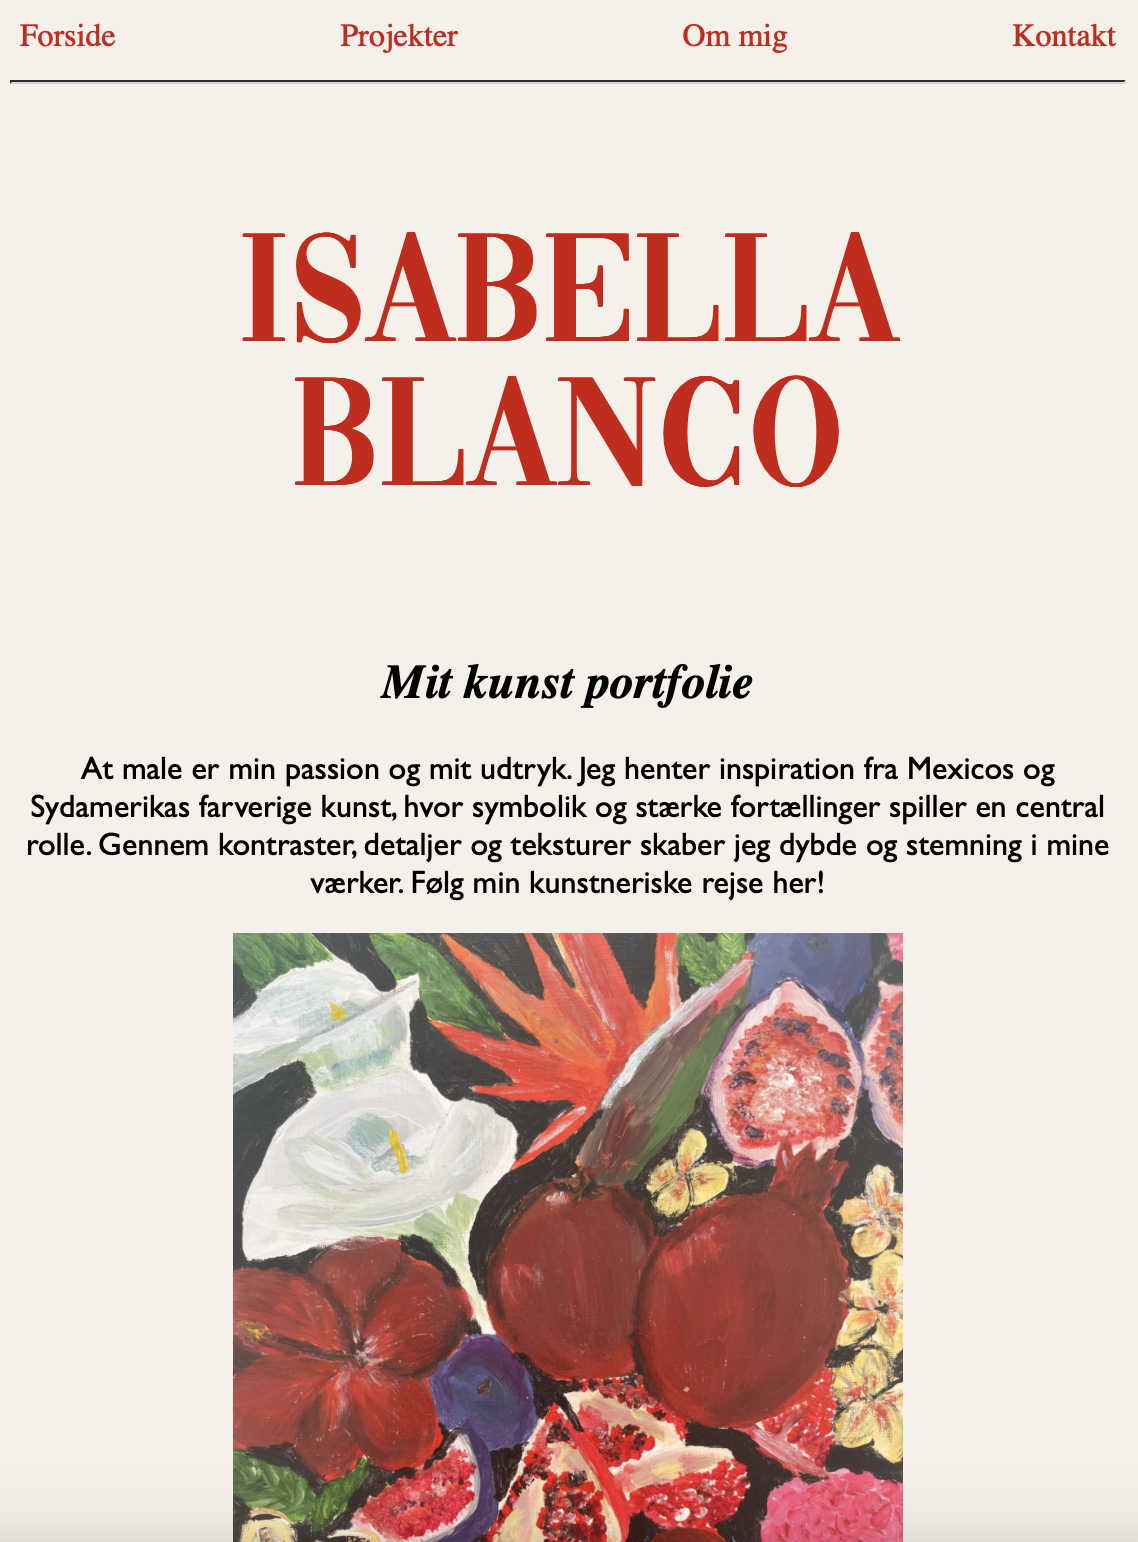 Forside Projekter Om mig Kontakt
ISABELLA
BLANCO
Mit kunst portfolie
At male er min passion og mit udtryk. Jeg henter inspiration fra Mexicos og
Sydamerikas farverige kunst, hvor symbolik og stærke fortællinger spiller en central
rolle. Gennem kontraster, detaljer og teksturer skaber jeg dybde og stemning i mine
værker. Følg min kunstneriske rejse her!